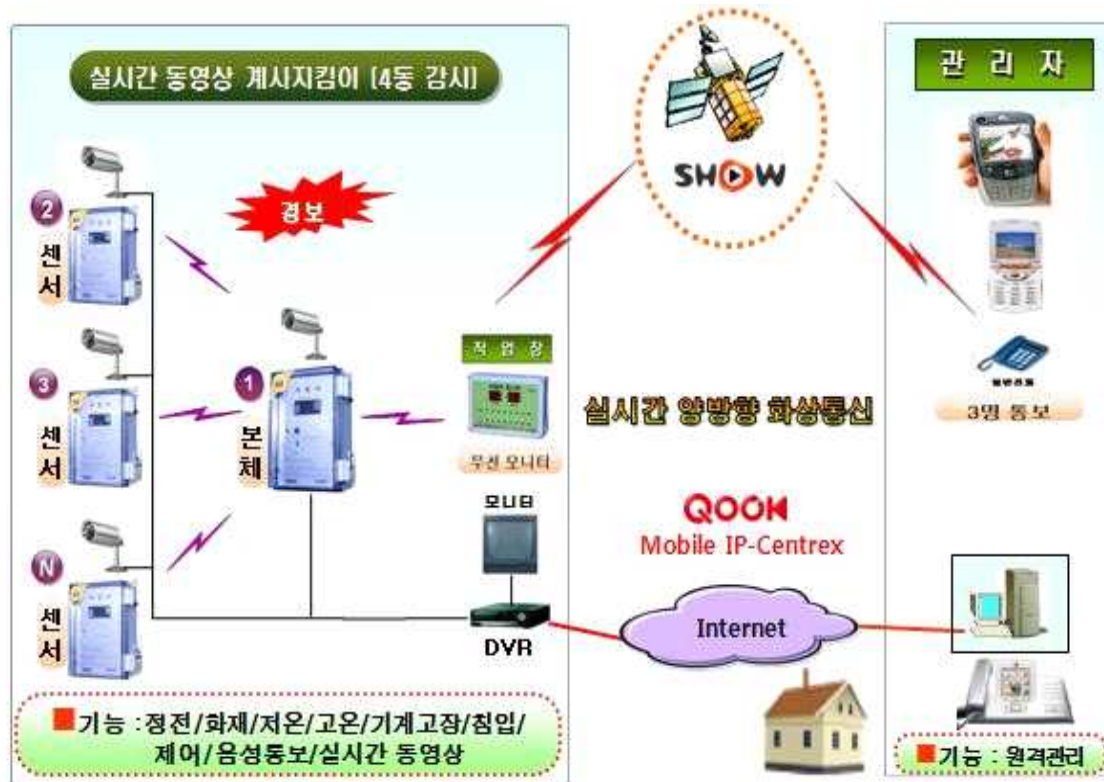 실시간 동영상 계사지킴이 [4동 감시]
관 리 자
SHOW
경보
2
센서
3
센서
N
센서
1
본체
작 업 장
무선 모니터
모니터
DVR
실시간 양방향 화상통신
QOOK
Mobile IP-Centrex
Internet
일반전화
3명 통보
■기능 :정전/화재/저온/고온/기계고장/침입/
제어/음성통보/실시간 동영상
■기능 : 원격관리